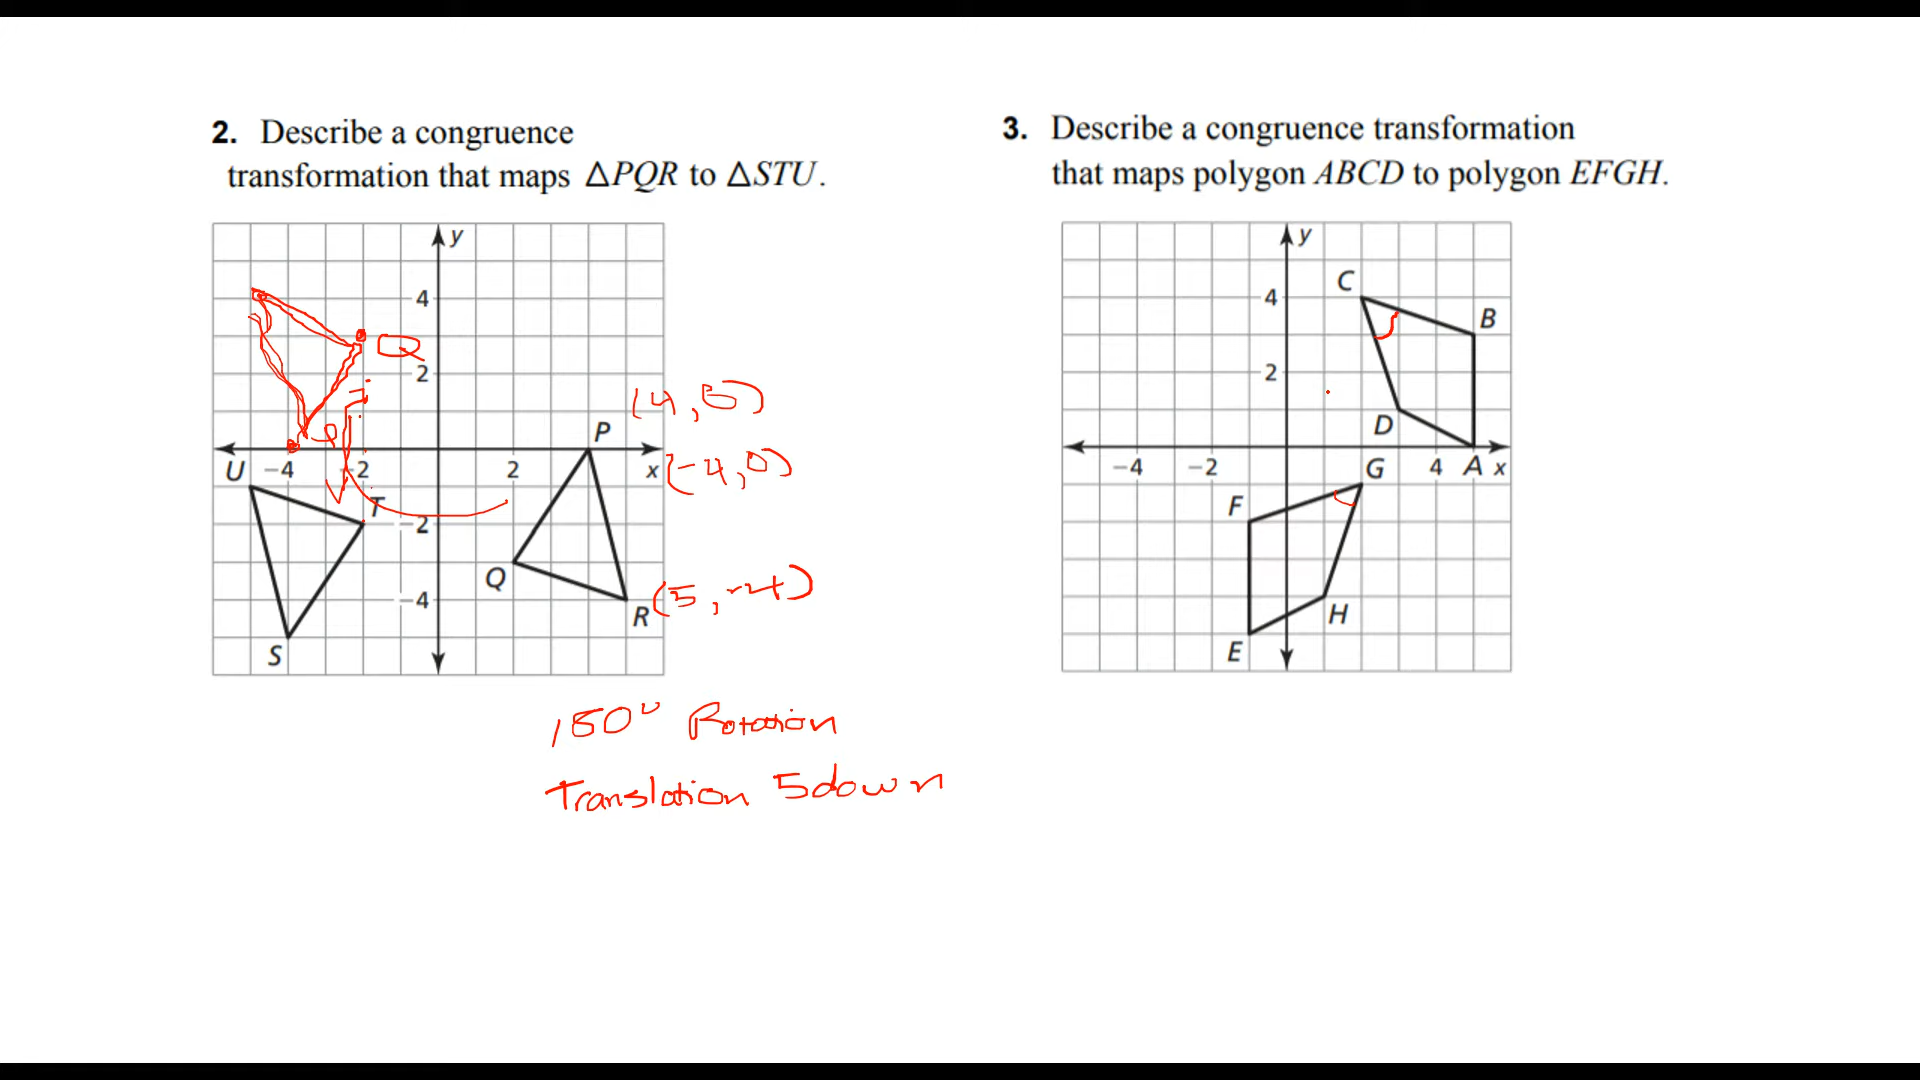 2. Describe a congruence
transformation that maps △PQR to △STU.
y
4
2
Q
P
(4,0)
P
U
-4
-2
2
x
(-4,0)
T
-2
Q
-4
R
(5,-4)
S
180° Rotation
Translation 5 down
3. Describe a congruence transformation
that maps polygon ABCD to polygon EFGH.
y
C
4
B
2
D
-4
-2
G
4
A
x
F
H
E